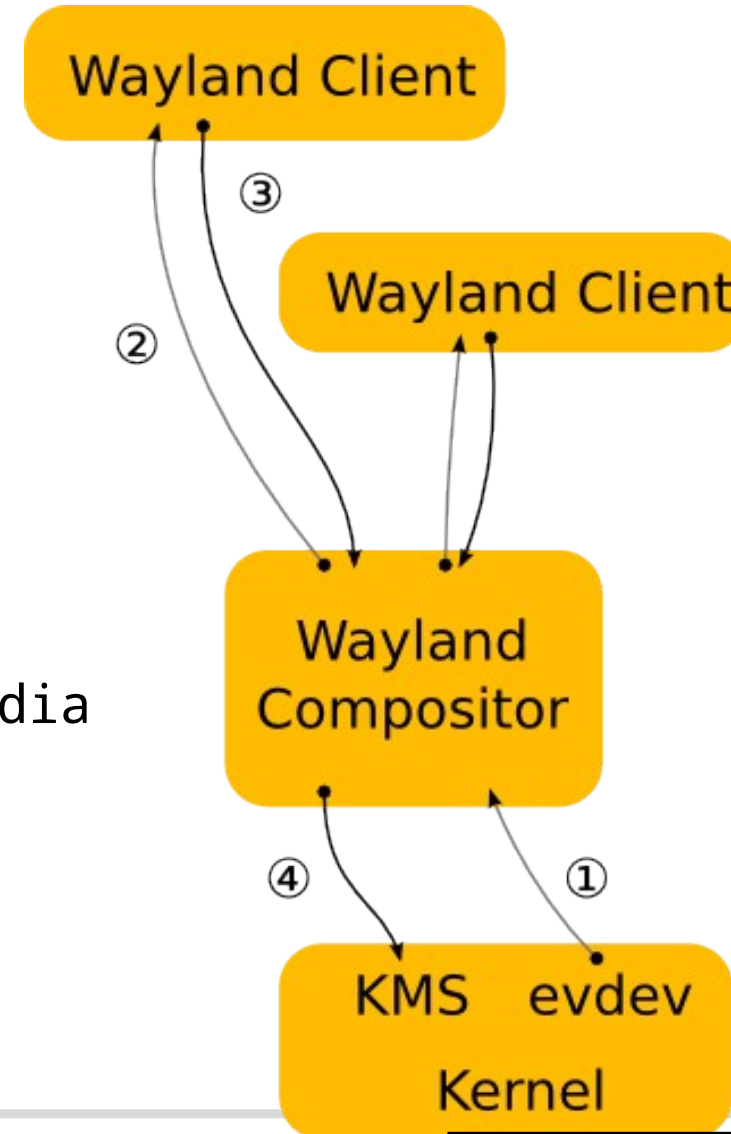 Wayland Client
③
Wayland Client
②
Wayland
Compositor
dia
④
①
KMS evdev
Kernel